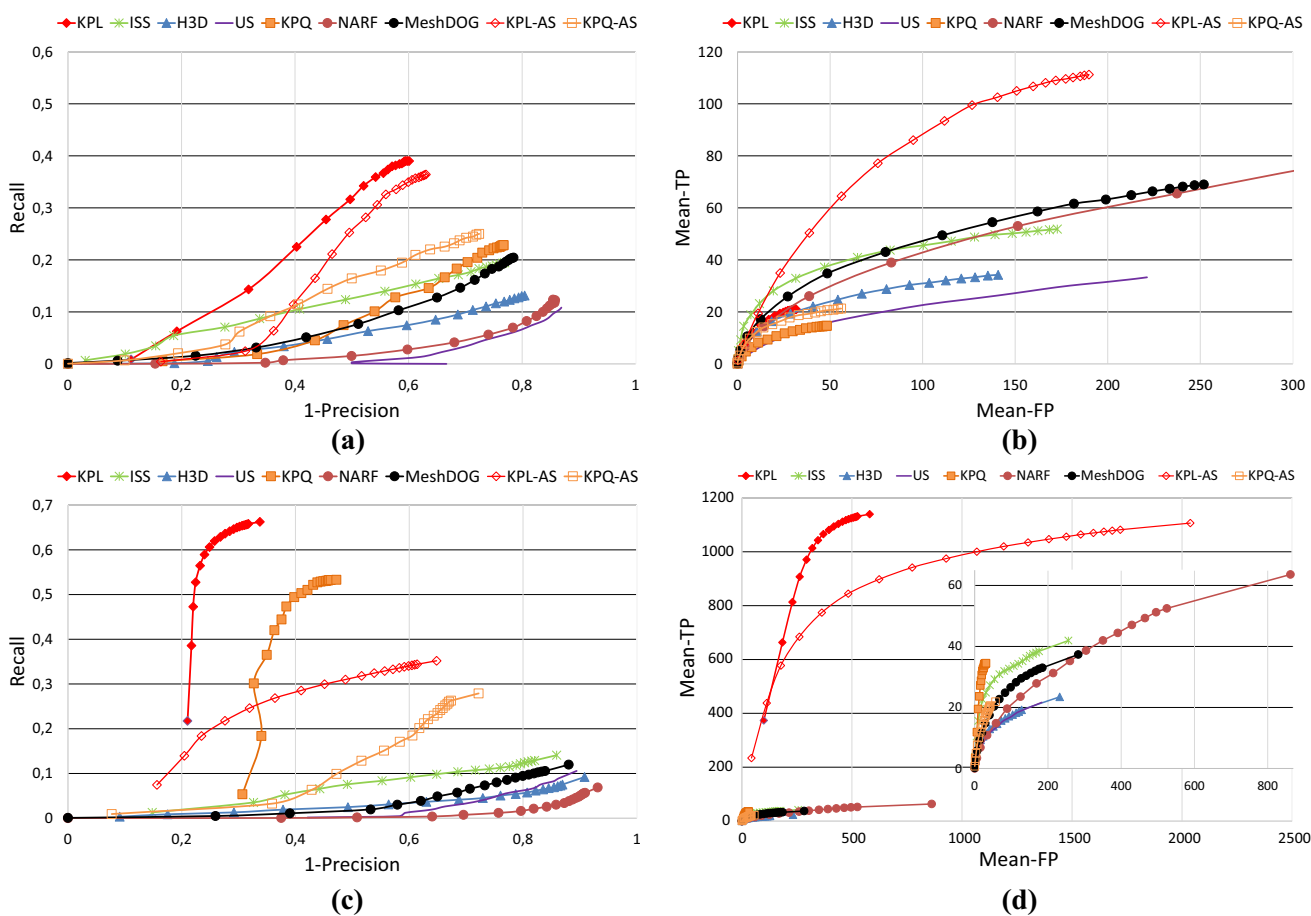 KPL ISS H3D US KPQ NARF MeshDOG KPL-AS KPQ-AS
0,6
0,5
0,4
0,3
0,2
0,1
0
Recall
0 0,2 0,4 0,6 0,8 1
1-Precision
(a)
KPL ISS H3D US KPQ NARF MeshDOG KPL-AS KPQ-AS
120
100
80
60
40
20
0
Mean-TP
0 50 100 150 200 250 300
Mean-FP
(b)
KPL ISS H3D US KPQ NARF MeshDOG KPL-AS KPQ-AS
0,7
0,6
0,5
0,4
0,3
0,2
0,1
0
Recall
0 0,2 0,4 0,6 0,8 1
1-Precision
(c)
KPL ISS H3D US KPQ NARF MeshDOG KPL-AS KPQ-AS
1200
1000
800
600
400
200
0
Mean-TP
60
40
20
0
0 200 400 600 800
0 500 1000 1500 2000 2500
Mean-FP
(d)